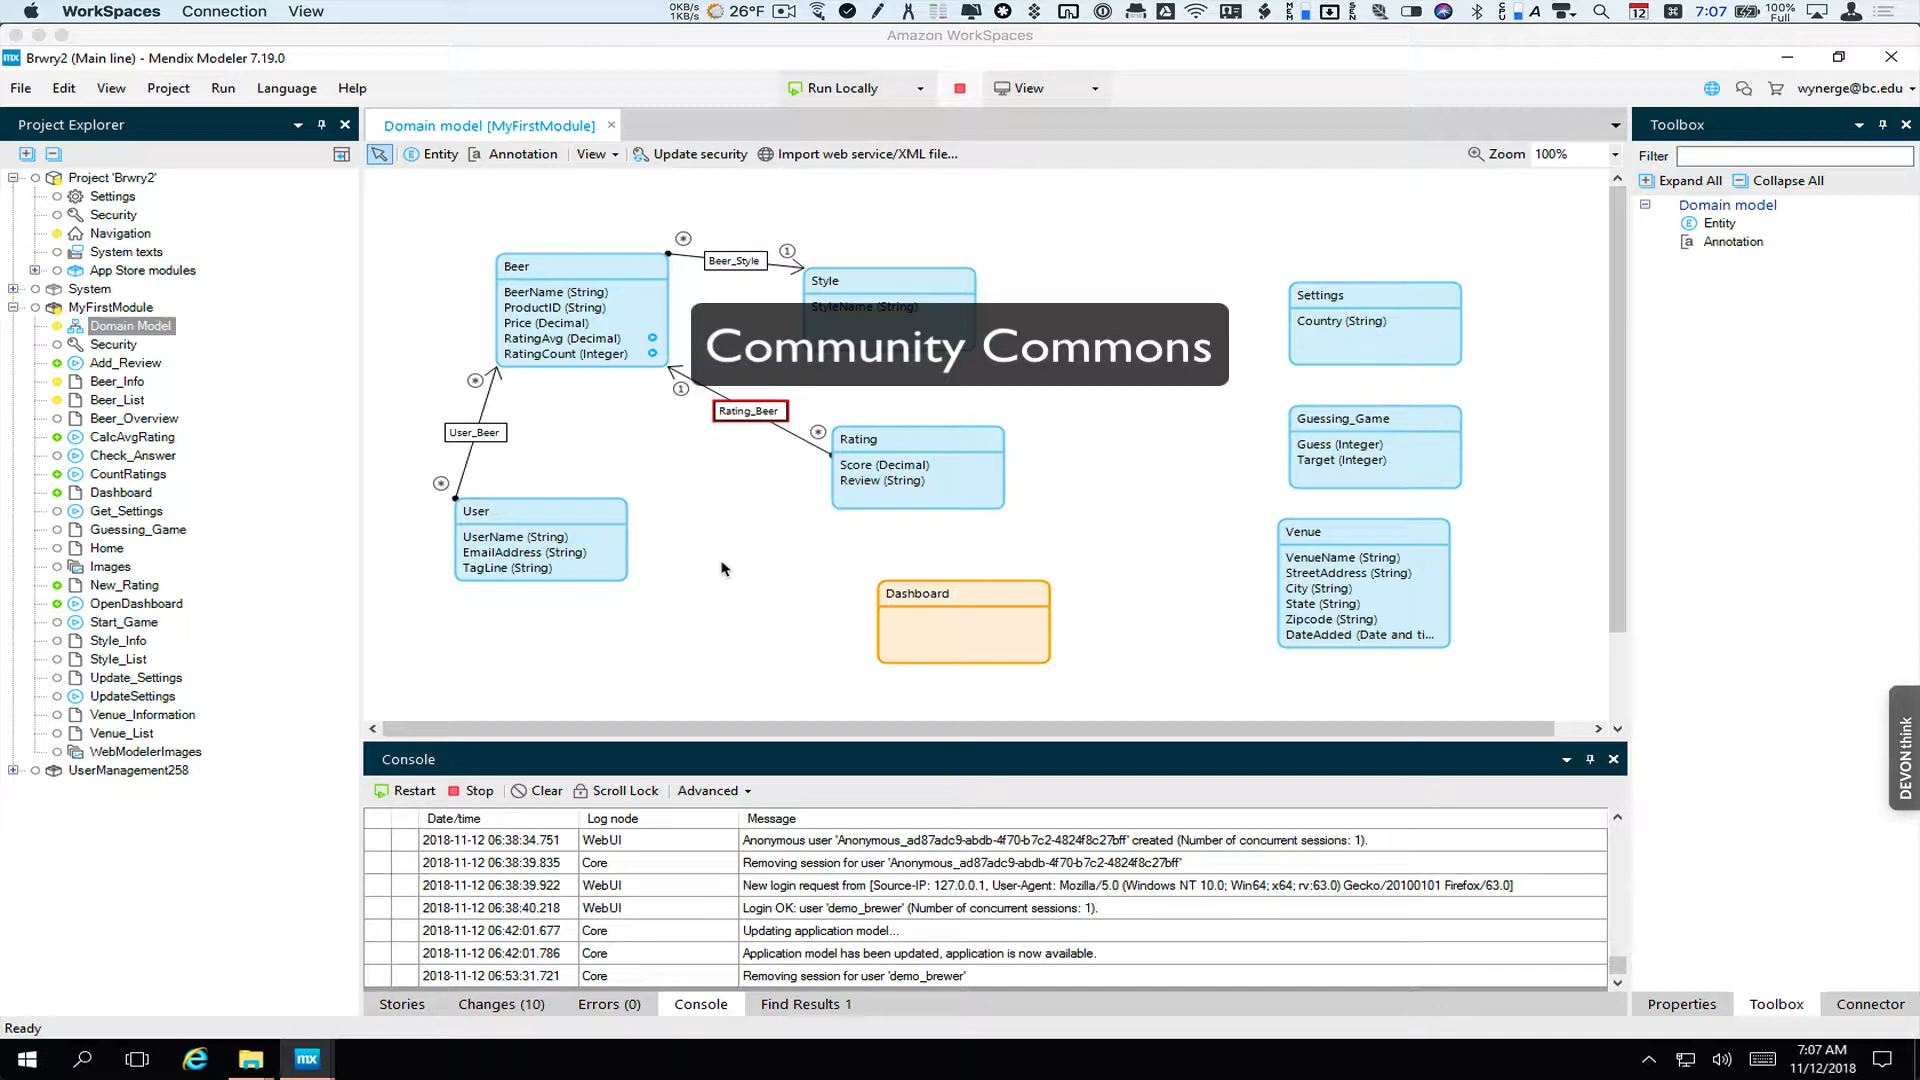 WorkSpaces Connection View
0KB/s
1KB/s
26°F
MEM
SEN
CPU
A
12
7:07
100%
Full
Amazon WorkSpaces
mx Brwry2 (Main line) - Mendix Modeler 7.19.0
File Edit View Project Run Language Help
Run Locally
View
wynerge@bc.edu
Project Explorer
Project 'Brwry2'
Settings
Security
Navigation
System texts
App Store modules
System
MyFirstModule
Domain Model
Security
Add_Review
Beer_Info
Beer_List
Beer_Overview
CalcAvgRating
Check_Answer
CountRatings
Dashboard
Get_Settings
Guessing_Game
Home
Images
New_Rating
OpenDashboard
Start_Game
Style_Info
Style_List
Update_Settings
UpdateSettings
Venue_Information
Venue_List
WebModelerImages
UserManagement258
Domain model [MyFirstModule]
Entity Annotation View Update security Import web service/XML file... Zoom 100%
Beer
BeerName (String)
ProductID (String)
Price (Decimal)
RatingAvg (Decimal)
RatingCount (Integer)
Beer_Style
1
Style
StyleName (String)
Community Commons
1
Rating_Beer
User_Beer
Rating
Score (Decimal)
Review (String)
User
UserName (String)
EmailAddress (String)
TagLine (String)
Dashboard
Settings
Country (String)
Guessing_Game
Guess (Integer)
Target (Integer)
Venue
VenueName (String)
StreetAddress (String)
City (String)
State (String)
Zipcode (String)
DateAdded (Date and ti...
Toolbox
Filter
Expand All Collapse All
Domain model
Entity
Annotation
DEVONthink
Console
Restart Stop Clear Scroll Lock Advanced
Date/time Log node Message
2018-11-12 06:38:34.751 WebUI Anonymous user 'Anonymous_ad87adc9-abdb-4f70-b7c2-4824f8c27bff' created (Number of concurrent sessions: 1).
2018-11-12 06:38:39.835 Core Removing session for user 'Anonymous_ad87adc9-abdb-4f70-b7c2-4824f8c27bff'
2018-11-12 06:38:39.922 WebUI New login request from [Source-IP: 127.0.0.1, User-Agent: Mozilla/5.0 (Windows NT 10.0; Win64; x64; rv:63.0) Gecko/20100101 Firefox/63.0]
2018-11-12 06:38:40.218 WebUI Login OK: user 'demo_brewer' (Number of concurrent sessions: 1).
2018-11-12 06:42:01.677 Core Updating application model...
2018-11-12 06:42:01.786 Core Application model has been updated, application is now available.
2018-11-12 06:53:31.721 Core Removing session for user 'demo_brewer'
Stories Changes (10) Errors (0) Console Find Results 1
Properties Toolbox Connector
Ready
mx
7:07 AM
11/12/2018